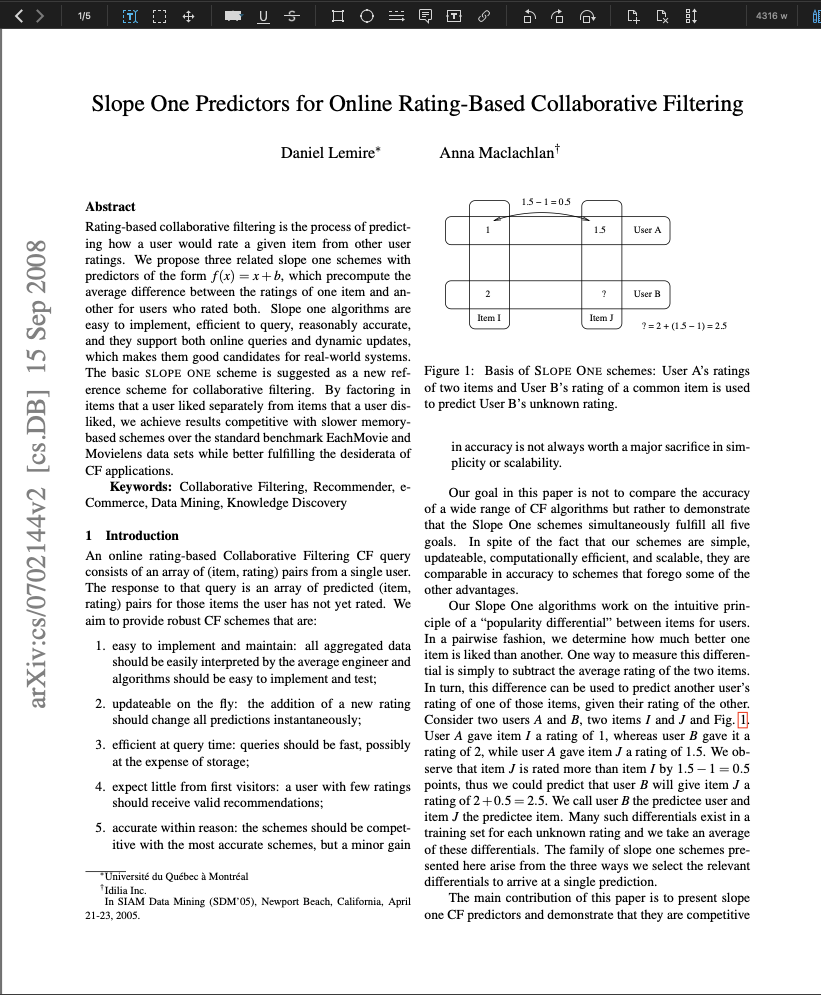 1/5
4316 w
Slope One Predictors for Online Rating-Based Collaborative Filtering
Daniel Lemire* Anna Maclachlan†
arXiv:cs/0702144v2 [cs.DB] 15 Sep 2008
Abstract
Rating-based collaborative filtering is the process of predict-
ing how a user would rate a given item from other user
ratings. We propose three related slope one schemes with
predictors of the form f(x) = x+b, which precompute the
average difference between the ratings of one item and an-
other for users who rated both. Slope one algorithms are
easy to implement, efficient to query, reasonably accurate,
and they support both online queries and dynamic updates,
which makes them good candidates for real-world systems.
The basic SLOPE ONE scheme is suggested as a new ref-
erence scheme for collaborative filtering. By factoring in
items that a user liked separately from items that a user dis-
liked, we achieve results competitive with slower memory-
based schemes over the standard benchmark EachMovie and
Movielens data sets while better fulfilling the desiderata of
CF applications.
Keywords: Collaborative Filtering, Recommender, e-
Commerce, Data Mining, Knowledge Discovery
1 Introduction
An online rating-based Collaborative Filtering CF query
consists of an array of (item, rating) pairs from a single user.
The response to that query is an array of predicted (item,
rating) pairs for those items the user has not yet rated. We
aim to provide robust CF schemes that are:
1. easy to implement and maintain: all aggregated data
should be easily interpreted by the average engineer and
algorithms should be easy to implement and test;
2. updateable on the fly: the addition of a new rating
should change all predictions instantaneously;
3. efficient at query time: queries should be fast, possibly
at the expense of storage;
4. expect little from first visitors: a user with few ratings
should receive valid recommendations;
5. accurate within reason: the schemes should be compet-
itive with the most accurate schemes, but a minor gain
*Université du Québec à Montréal
†Idilia Inc.
In SIAM Data Mining (SDM'05), Newport Beach, California, April
21-23, 2005.
1.5 − 1 = 0.5
1 1.5 User A
2 ? User B
Item I Item J
? = 2 + (1.5 − 1) = 2.5
Figure 1: Basis of SLOPE ONE schemes: User A's ratings
of two items and User B's rating of a common item is used
to predict User B's unknown rating.
in accuracy is not always worth a major sacrifice in sim-
plicity or scalability.
Our goal in this paper is not to compare the accuracy
of a wide range of CF algorithms but rather to demonstrate
that the Slope One schemes simultaneously fulfill all five
goals. In spite of the fact that our schemes are simple,
updateable, computationally efficient, and scalable, they are
comparable in accuracy to schemes that forego some of the
other advantages.
Our Slope One algorithms work on the intuitive prin-
ciple of a "popularity differential" between items for users.
In a pairwise fashion, we determine how much better one
item is liked than another. One way to measure this differen-
tial is simply to subtract the average rating of the two items.
In turn, this difference can be used to predict another user's
rating of one of those items, given their rating of the other.
Consider two users A and B, two items I and J and Fig. 1.
User A gave item I a rating of 1, whereas user B gave it a
rating of 2, while user A gave item J a rating of 1.5. We ob-
serve that item J is rated more than item I by 1.5 − 1 = 0.5
points, thus we could predict that user B will give item J a
rating of 2+0.5 = 2.5. We call user B the predictee user and
item J the predictee item. Many such differentials exist in a
training set for each unknown rating and we take an average
of these differentials. The family of slope one schemes pre-
sented here arise from the three ways we select the relevant
differentials to arrive at a single prediction.
The main contribution of this paper is to present slope
one CF predictors and demonstrate that they are competitive